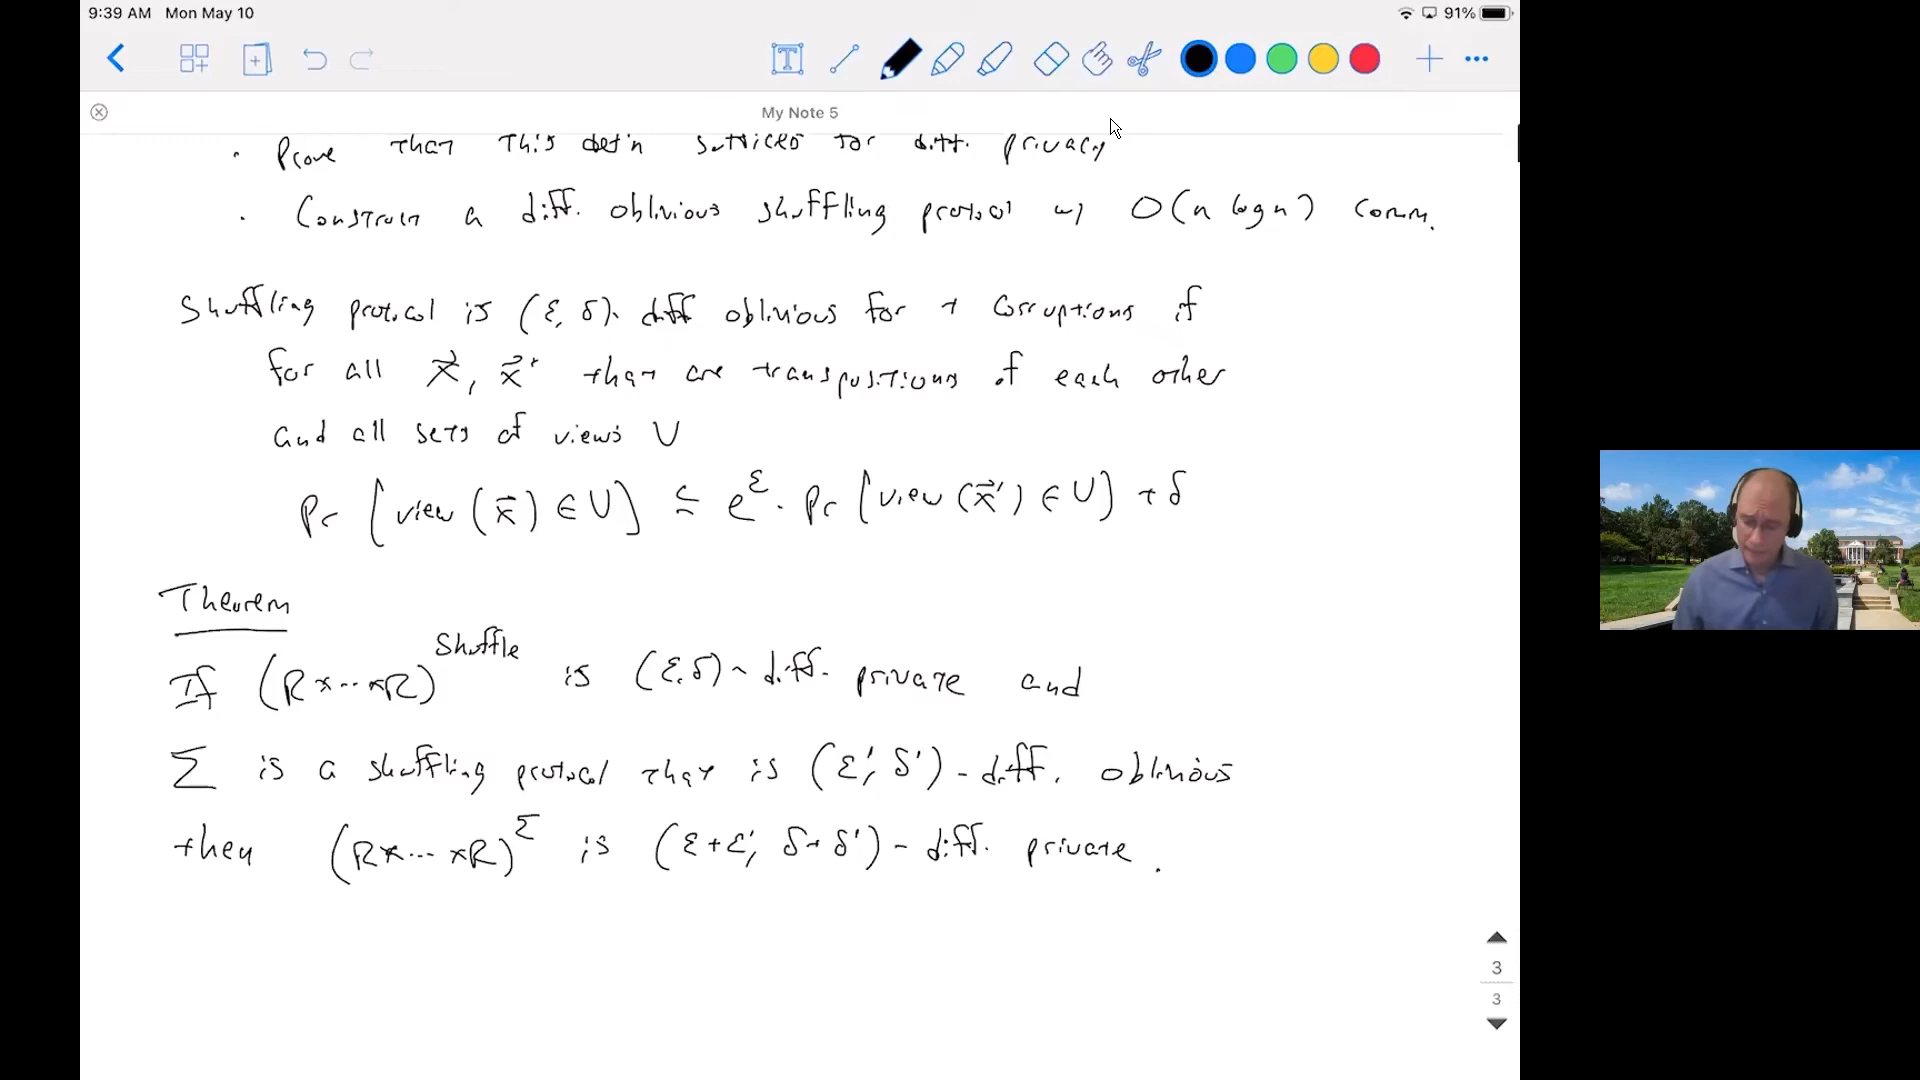 9:39 AM Mon May 10
91%
T
My Note 5
· Prove that this def'n suffices for diff. privacy
· Construct a diff. oblivious shuffling protocol w/ O(n log n) comm.
Shuffling protocol is (ε, δ)-diff oblivious for t corruptions if
for all x⃗, x⃗' that are transpositions of each other
and all sets of views V
Pr [view (x⃗) ∈ V] ≤ e^ε · Pr [view (x⃗') ∈ V] + δ
Theorem
If (R×···×R)^Shuffle is (ε,δ)-diff. private and
Σ is a shuffling protocol that is (ε', δ')-diff. oblivious
then (R×···×R)^Σ is (ε+ε', δ+δ')-diff. private.
3
3